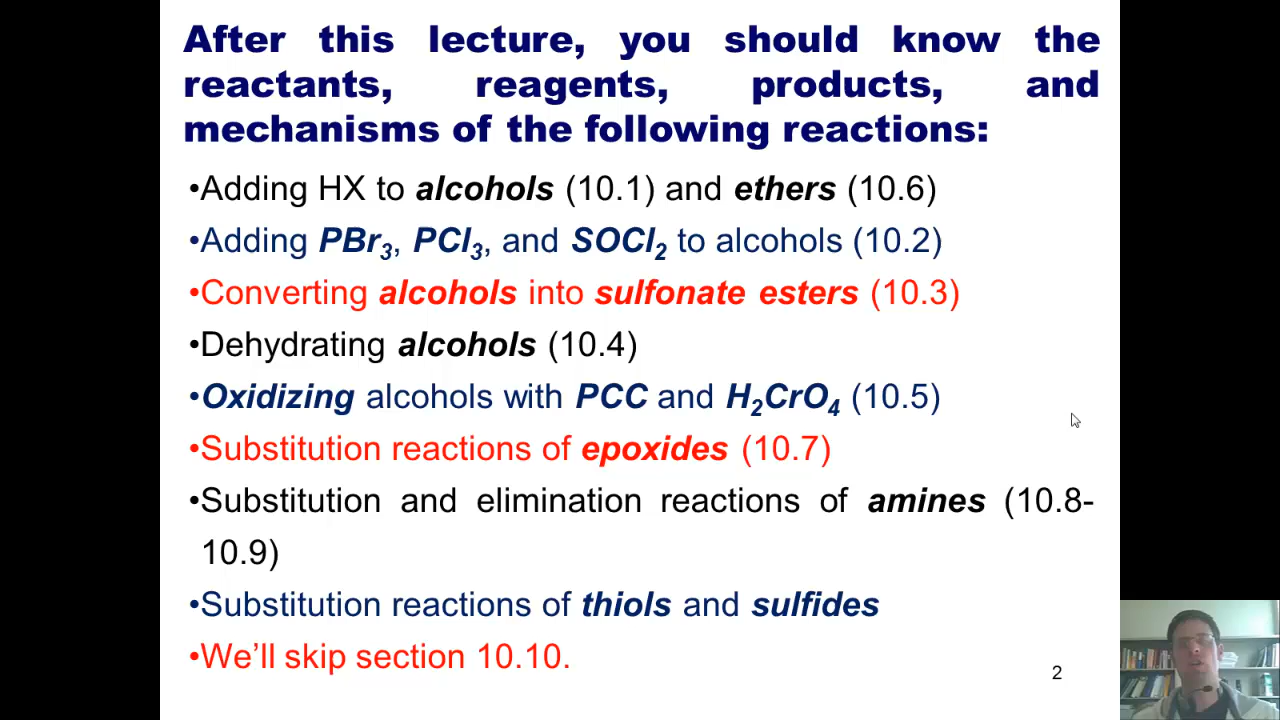 After this lecture, you should know the
reactants, reagents, products, and
mechanisms of the following reactions:
•Adding HX to alcohols (10.1) and ethers (10.6)
•Adding PBr₃, PCl₃, and SOCl₂ to alcohols (10.2)
•Converting alcohols into sulfonate esters (10.3)
•Dehydrating alcohols (10.4)
•Oxidizing alcohols with PCC and H₂CrO₄ (10.5)
•Substitution reactions of epoxides (10.7)
•Substitution and elimination reactions of amines (10.8-
10.9)
•Substitution reactions of thiols and sulfides
•We’ll skip section 10.10.
2